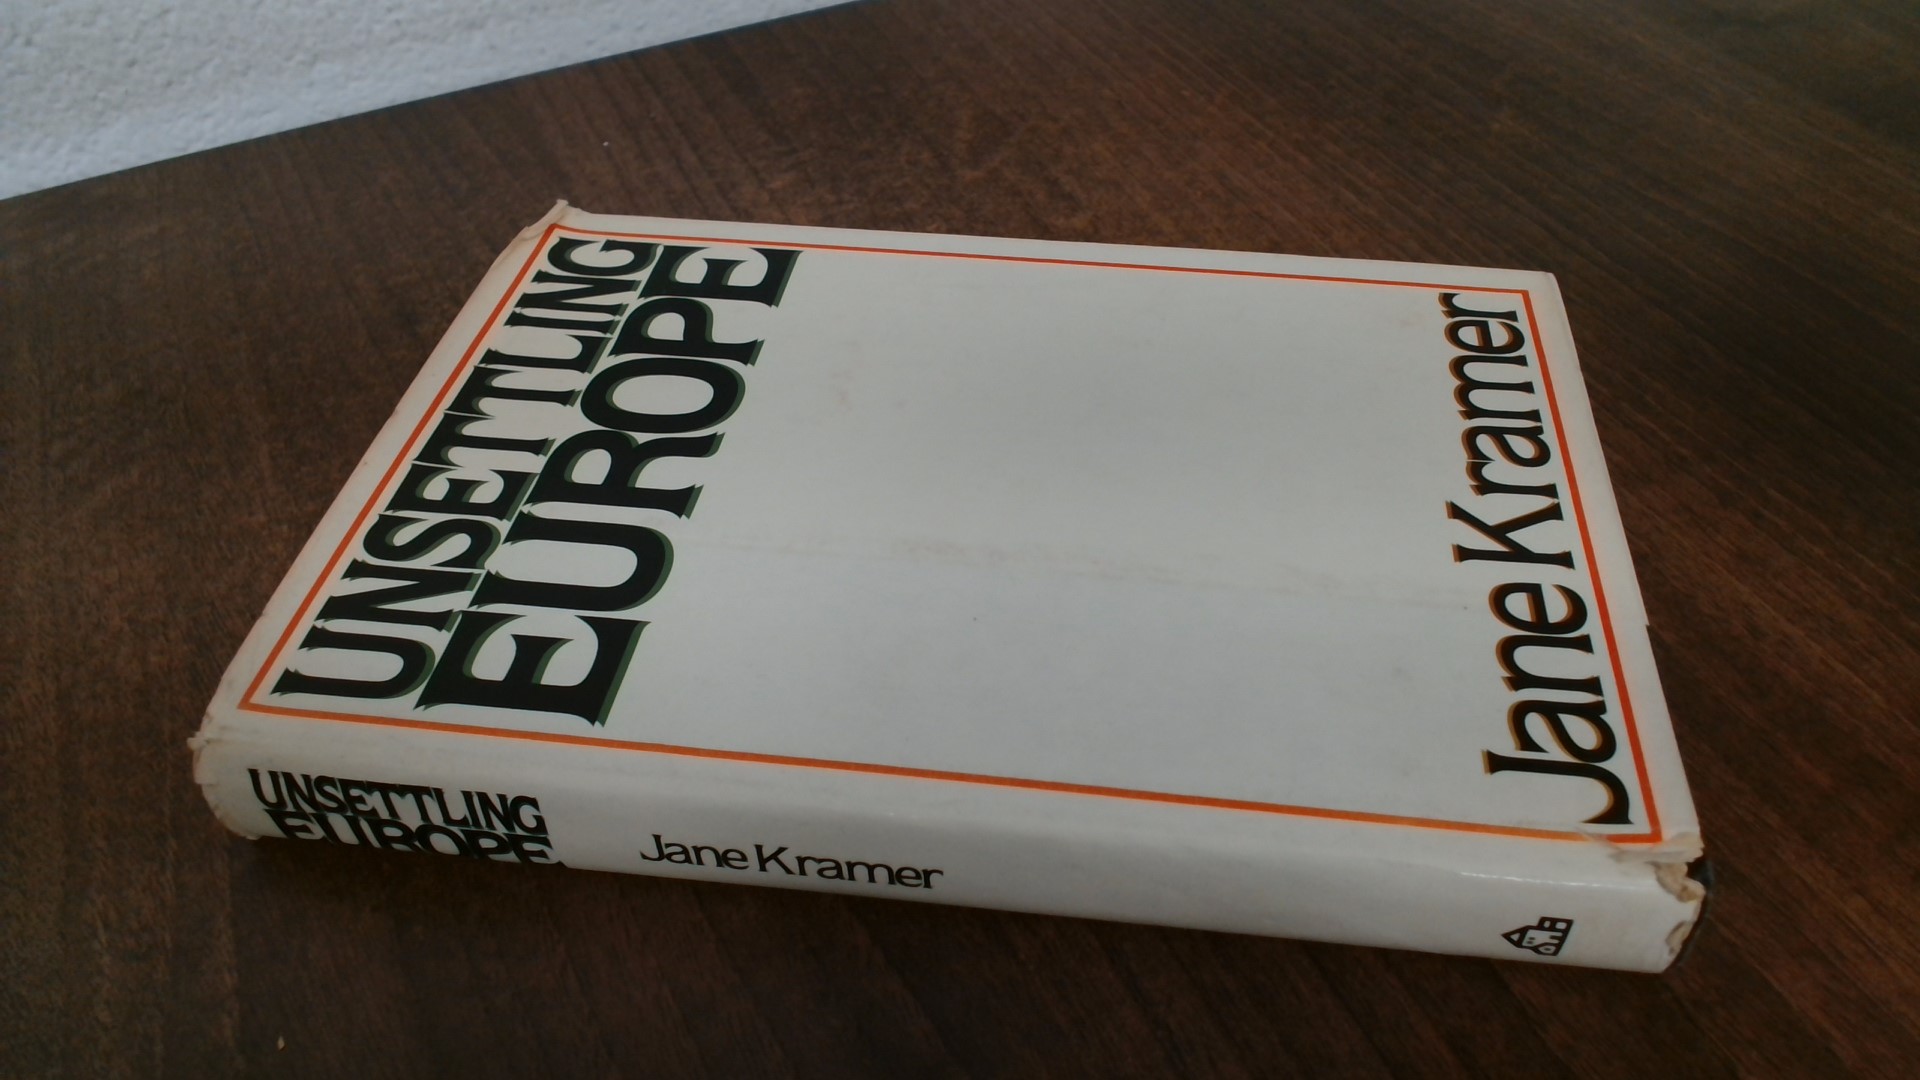 UNSETTLING
EUROPE
Jane Kramer
UNSETTLING
EUROPE
Jane Kramer